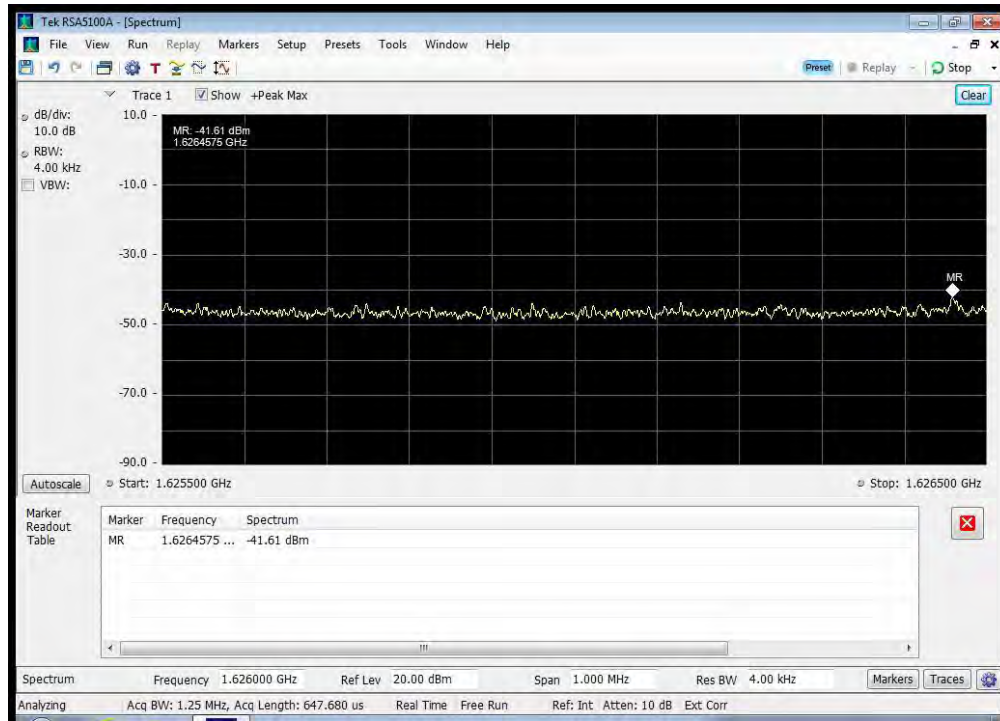 Tek RSA5100A - [Spectrum]
File View Run Replay Markers Setup Presets Tools Window Help
T
Preset Replay Stop
Trace 1 Show +Peak Max Clear
dB/div:
10.0 dB
RBW:
4.00 kHz
VBW:
10.0
MR: -41.61 dBm
1.6264575 GHz
-10.0
-30.0
MR
-50.0
-70.0
-90.0
Autoscale Start: 1.625500 GHz Stop: 1.626500 GHz
Marker
Readout
Table
Marker Frequency Spectrum
MR 1.6264575 ... -41.61 dBm
Spectrum Frequency 1.626000 GHz Ref Lev 20.00 dBm Span 1.000 MHz Res BW 4.00 kHz Markers Traces
Analyzing Acq BW: 1.25 MHz, Acq Length: 647.680 us Real Time Free Run Ref: Int Atten: 10 dB Ext Corr